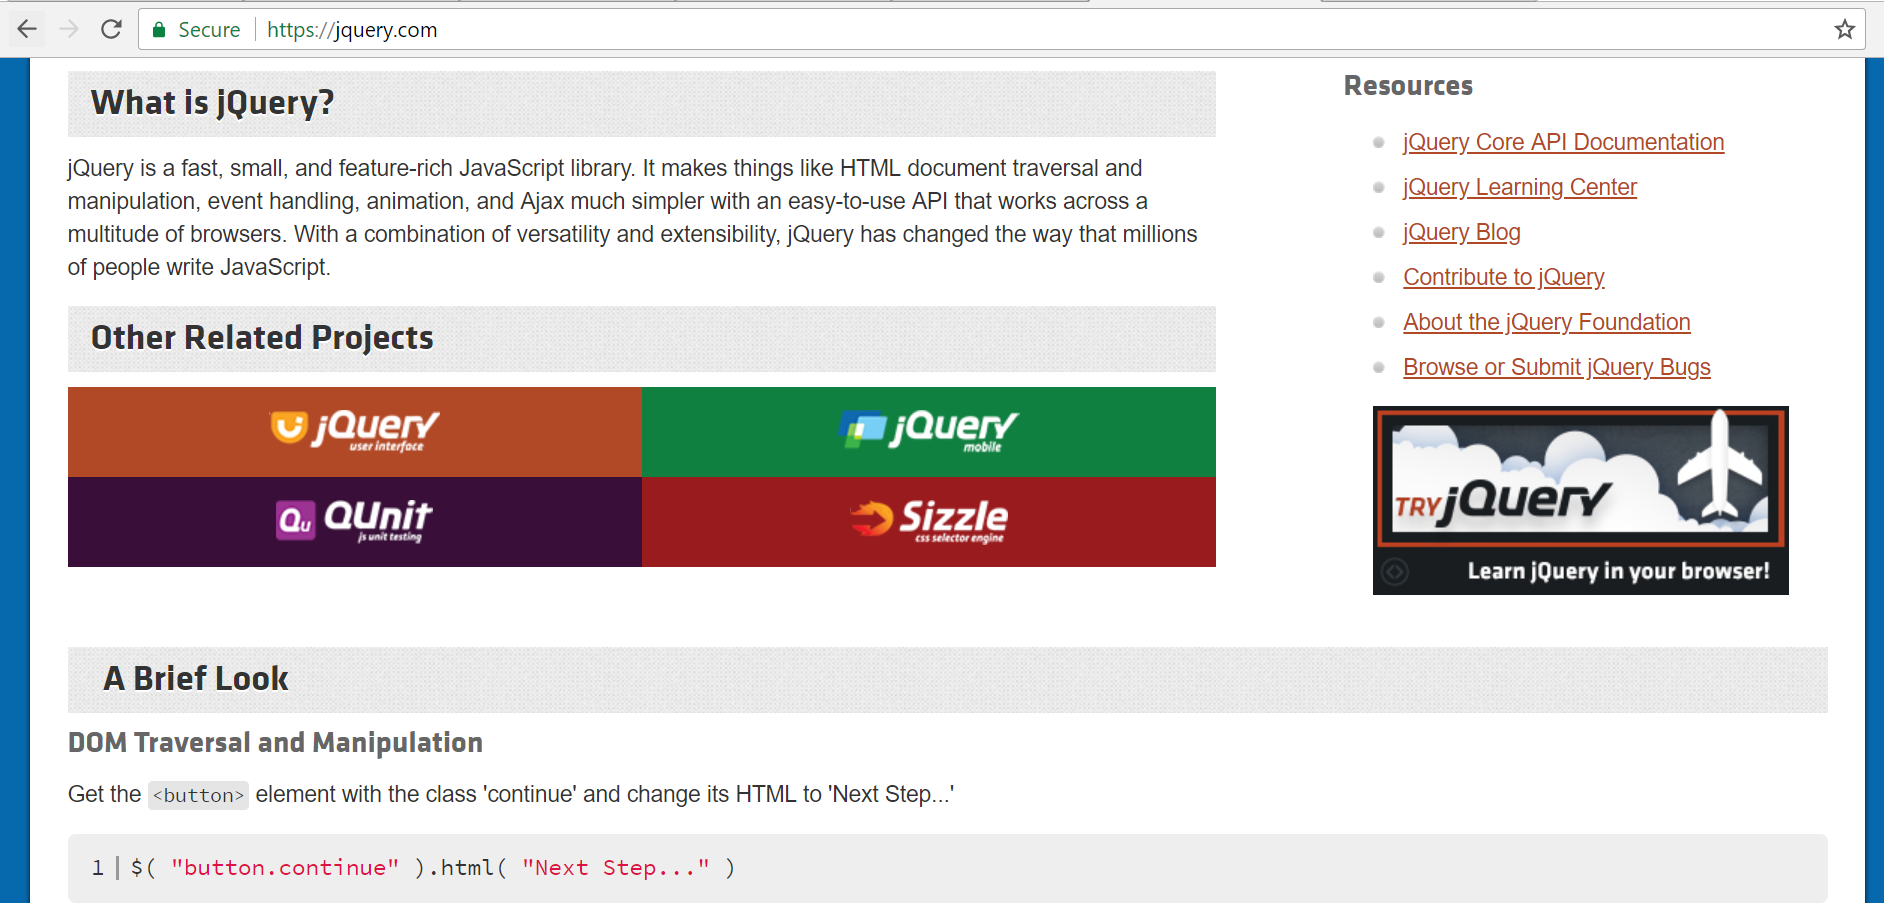 Secure https://jquery.com
What is jQuery?
jQuery is a fast, small, and feature-rich JavaScript library. It makes things like HTML document traversal and
manipulation, event handling, animation, and Ajax much simpler with an easy-to-use API that works across a
multitude of browsers. With a combination of versatility and extensibility, jQuery has changed the way that millions
of people write JavaScript.
Other Related Projects
jQuery
user interface
jQuery
mobile
Qu QUnit
js unit testing
Sizzle
css selector engine
Resources
jQuery Core API Documentation
jQuery Learning Center
jQuery Blog
Contribute to jQuery
About the jQuery Foundation
Browse or Submit jQuery Bugs
TRY jQuery
Learn jQuery in your browser!
A Brief Look
DOM Traversal and Manipulation
Get the <button> element with the class 'continue' and change its HTML to 'Next Step...'
1 $( "button.continue" ).html( "Next Step..." )